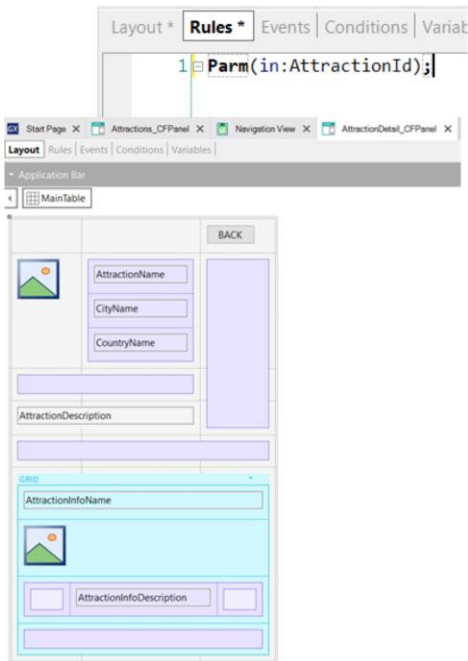 Layout * Rules * Events Conditions Variab
1 Parm(in:AttractionId);
Start Page X Attractions_CFPanel X Navigation View X AttractionDetail_CFPanel X
Layout Rules Events Conditions Variables
Application Bar
MainTable
BACK
AttractionName
CityName
CountryName
AttractionDescription
GRID
AttractionInfoName
AttractionInfoDescription